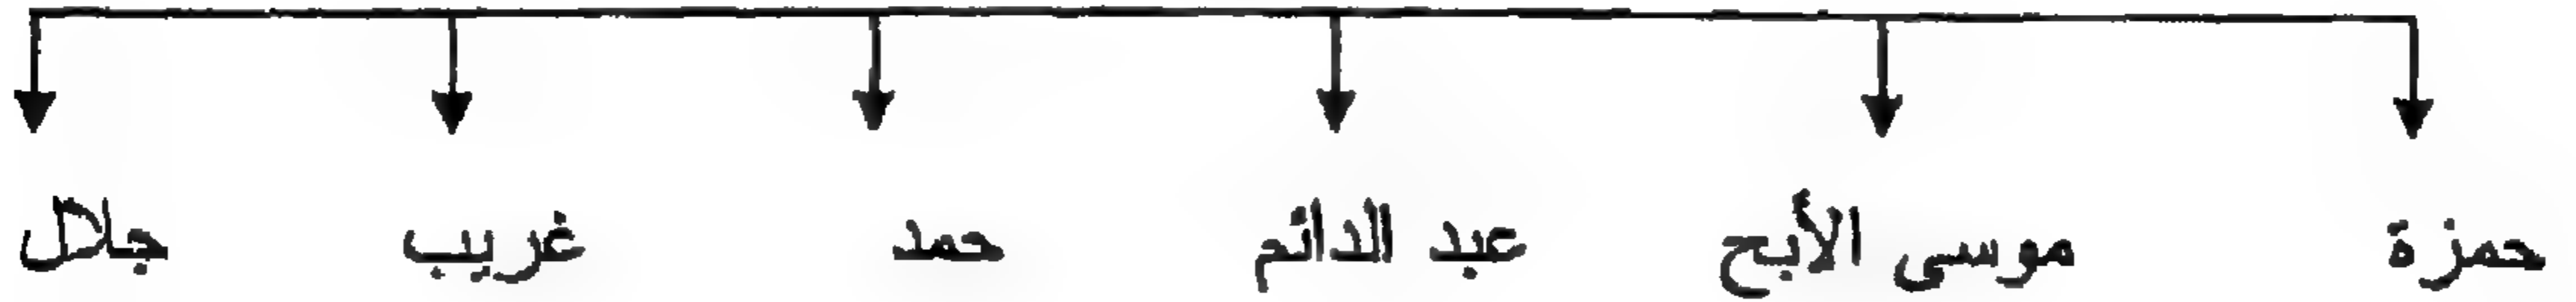 حمزة موسى الأبح عبد الدائم حمد غريب جلال